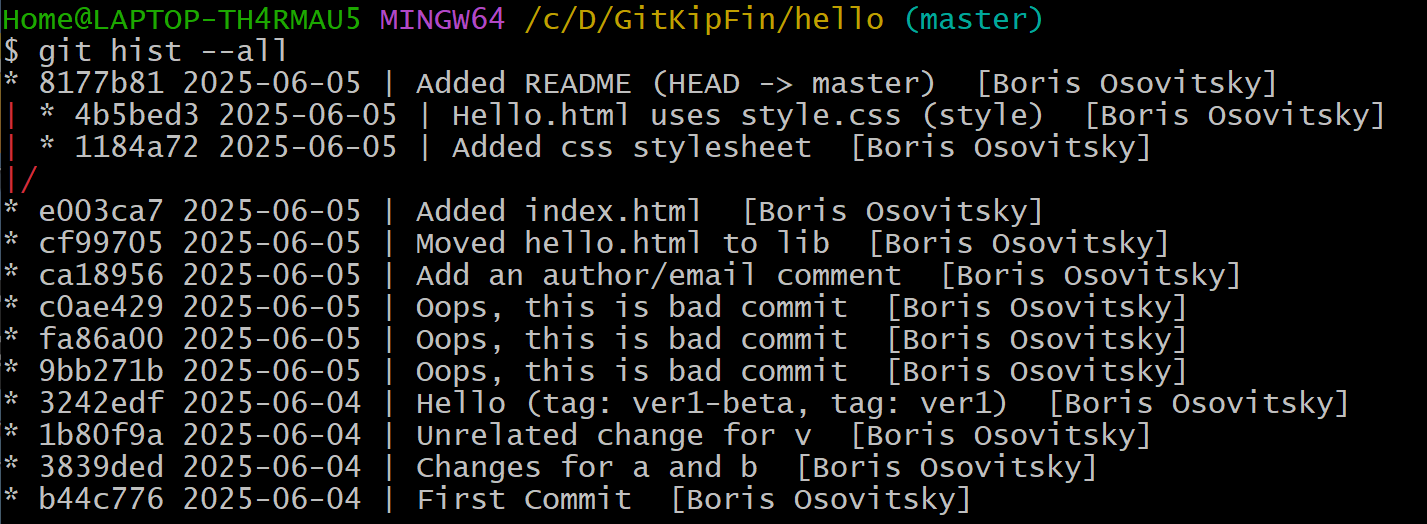 Home@LAPTOP-TH4RMAU5 MINGW64 /c/D/GitKipFin/hello (master)
$ git hist --all
* 8177b81 2025-06-05 | Added README (HEAD -> master)  [Boris Osovitsky]
| * 4b5bed3 2025-06-05 | Hello.html uses style.css (style)  [Boris Osovitsky]
| * 1184a72 2025-06-05 | Added css stylesheet  [Boris Osovitsky]
|/
* e003ca7 2025-06-05 | Added index.html  [Boris Osovitsky]
* cf99705 2025-06-05 | Moved hello.html to lib  [Boris Osovitsky]
* ca18956 2025-06-05 | Add an author/email comment  [Boris Osovitsky]
* c0ae429 2025-06-05 | Oops, this is bad commit  [Boris Osovitsky]
* fa86a00 2025-06-05 | Oops, this is bad commit  [Boris Osovitsky]
* 9bb271b 2025-06-05 | Oops, this is bad commit  [Boris Osovitsky]
* 3242edf 2025-06-04 | Hello (tag: ver1-beta, tag: ver1)  [Boris Osovitsky]
* 1b80f9a 2025-06-04 | Unrelated change for v  [Boris Osovitsky]
* 3839ded 2025-06-04 | Changes for a and b  [Boris Osovitsky]
* b44c776 2025-06-04 | First Commit  [Boris Osovitsky]